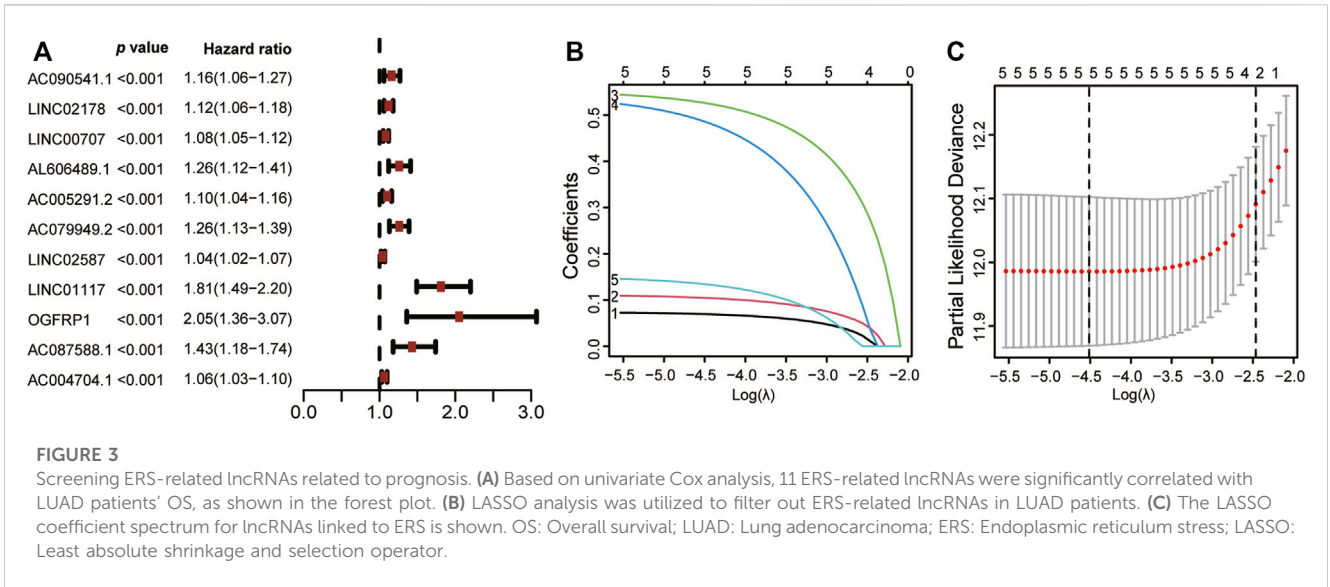 A
p value Hazard ratio
AC090541.1 <0.001 1.16(1.06−1.27)
LINC02178 <0.001 1.12(1.06−1.18)
LINC00707 <0.001 1.08(1.05−1.12)
AL606489.1 <0.001 1.26(1.12−1.41)
AC005291.2 <0.001 1.10(1.04−1.16)
AC079949.2 <0.001 1.26(1.13−1.39)
LINC02587 <0.001 1.04(1.02−1.07)
LINC01117 <0.001 1.81(1.49−2.20)
OGFRP1 <0.001 2.05(1.36−3.07)
AC087588.1 <0.001 1.43(1.18−1.74)
AC004704.1 <0.001 1.06(1.03−1.10)
0.0 1.0 2.0 3.0
B
5 5 5 5 5 5 4 0
Coefficients
0.5
0.4
0.3
0.2
0.1
0.0
3
4
5
2
1
−5.5 −5.0 −4.5 −4.0 −3.5 −3.0 −2.5 −2.0
Log(λ)
C
5 5 5 5 5 5 5 5 5 5 5 5 5 5 5 5 4 2 1
Partial Likelihood Deviance
12.2
12.1
12.0
11.9
−5.5 −5.0 −4.5 −4.0 −3.5 −3.0 −2.5 −2.0
Log(λ)
FIGURE 3
Screening ERS-related lncRNAs related to prognosis. (A) Based on univariate Cox analysis, 11 ERS-related lncRNAs were significantly correlated with
LUAD patients' OS, as shown in the forest plot. (B) LASSO analysis was utilized to filter out ERS-related lncRNAs in LUAD patients. (C) The LASSO
coefficient spectrum for lncRNAs linked to ERS is shown. OS: Overall survival; LUAD: Lung adenocarcinoma; ERS: Endoplasmic reticulum stress; LASSO:
Least absolute shrinkage and selection operator.